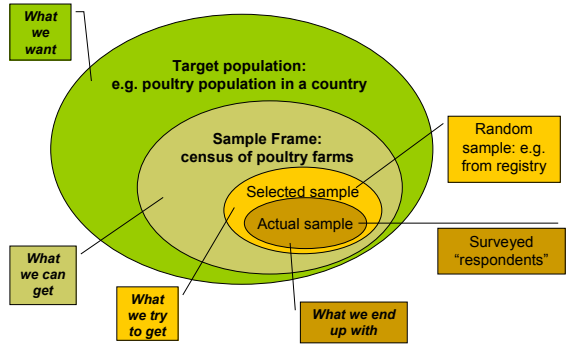 What
we
want
Target population:
e.g. poultry population in a country
Sample Frame:
census of poultry farms
Random
sample: e.g.
from registry
Selected sample
Actual sample
Surveyed
“respondents”
What
we can
get
What
we try
to get
What we end
up with